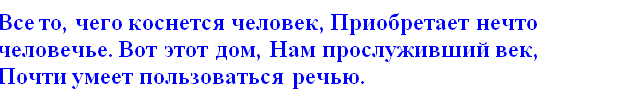 Все то, чего коснется человек, Приобретает нечто
человечье. Вот этот дом, Нам прослуживший век,
Почти умеет пользоваться речью.